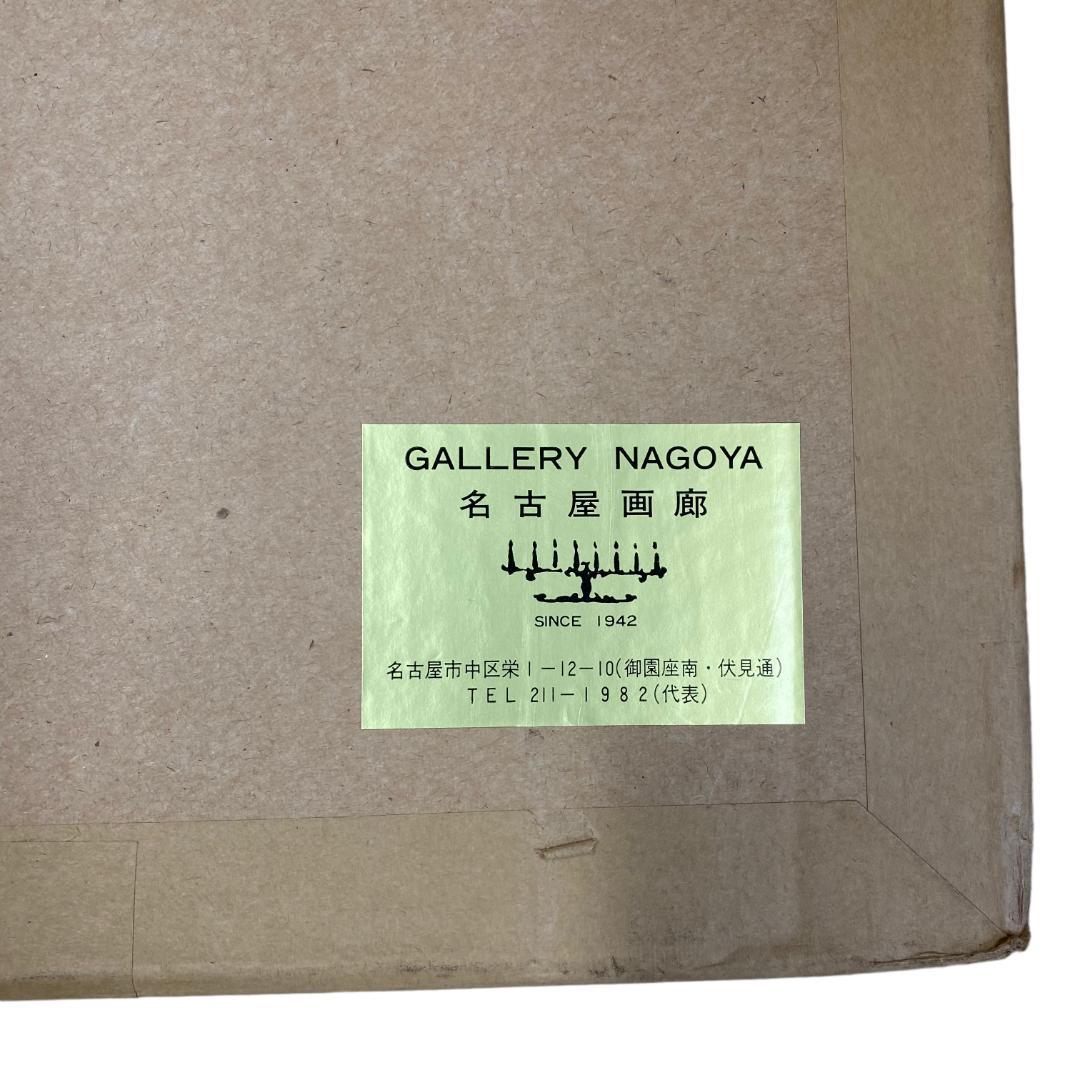 GALLERY NAGOYA
名古屋画廊
SINCE 1942
名古屋市中区栄1-12-10(御園座南・伏見通)
TEL 211-1982(代表)